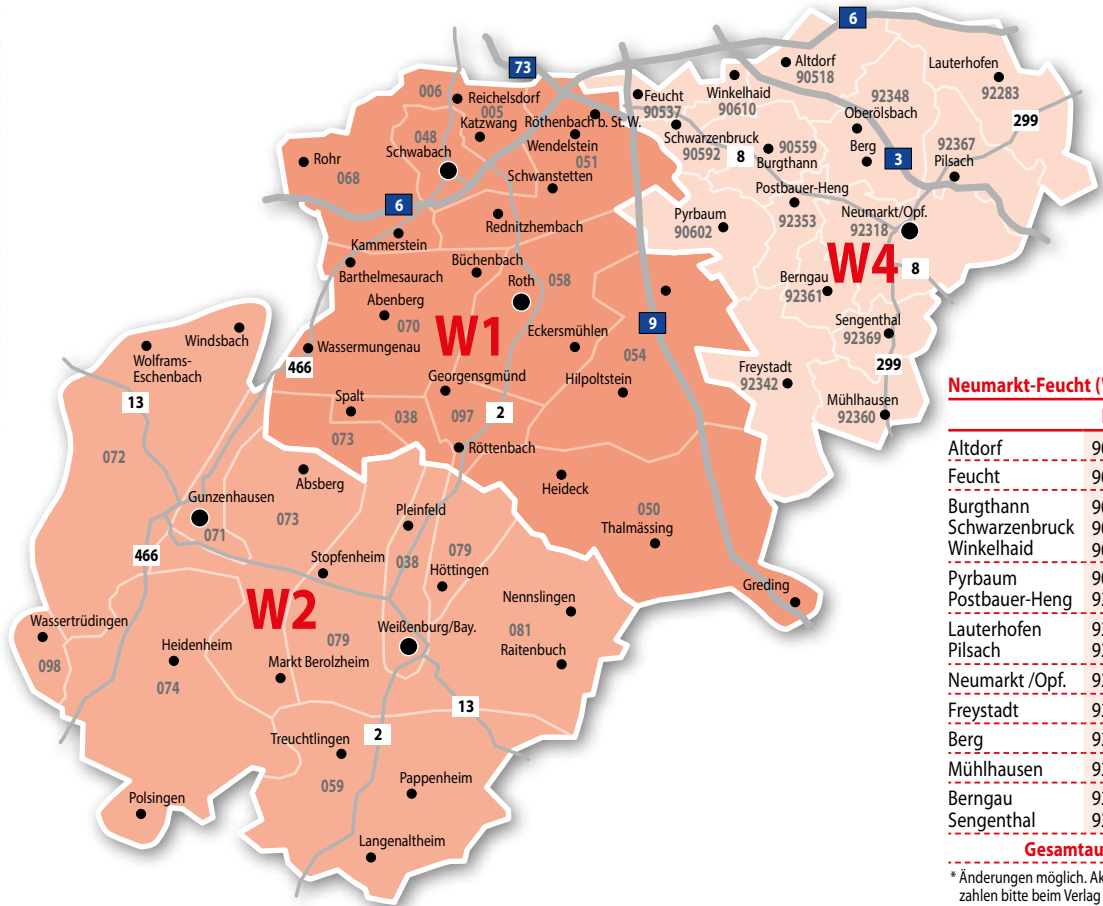 6
73
Altdorf
90518
Lauterhofen
92283
Winkelhaid
90610
Feucht
90537
006
Reichelsdorf
005
048
Katzwang
Röthenbach b. St. W.
Wendelstein
051
Schwabach
Schwanstetten
Rohr
068
6
Rednitzhembach
Kammerstein
Barthelmesaurach
Schwarzenbruck
90592
8
90559
Burgthann
92348
Oberölsbach
Berg
3
92367
Pilsach
299
Postbauer-Heng
92353
Pyrbaum
90602
Neumarkt/Opf.
92318
W4
8
Berngau
92361
Sengenthal
92369
299
Freystadt
92342
Mühlhausen
92360
Büchenbach
Roth
058
Abenberg
070
W1
Eckersmühlen
9
054
Wassermungenau
466
Georgensgmünd
Hilpoltstein
Spalt
038
097
2
073
Röttenbach
Heideck
050
Thalmässing
Greding
Windsbach
Wolframs-
Eschenbach
13
072
Absberg
Gunzenhausen
073
071
Pleinfeld
466
Stopfenheim
038
079
Höttingen
Nennslingen
W2
Weißenburg/Bay.
081
Raitenbuch
Wassertrüdingen
098
Heidenheim
074
079
Markt Berolzheim
13
2
Treuchtlingen
059
Pappenheim
Polsingen
Langenaltheim
Neumarkt-Feucht (
Altdorf
Feucht
Burgthann
Schwarzenbruck
Winkelhaid
Pyrbaum
Postbauer-Heng
Lauterhofen
Pilsach
Neumarkt /Opf.
Freystadt
Berg
Mühlhausen
Berngau
Sengenthal
* Änderungen möglich.
zahlen bitte beim Verlag